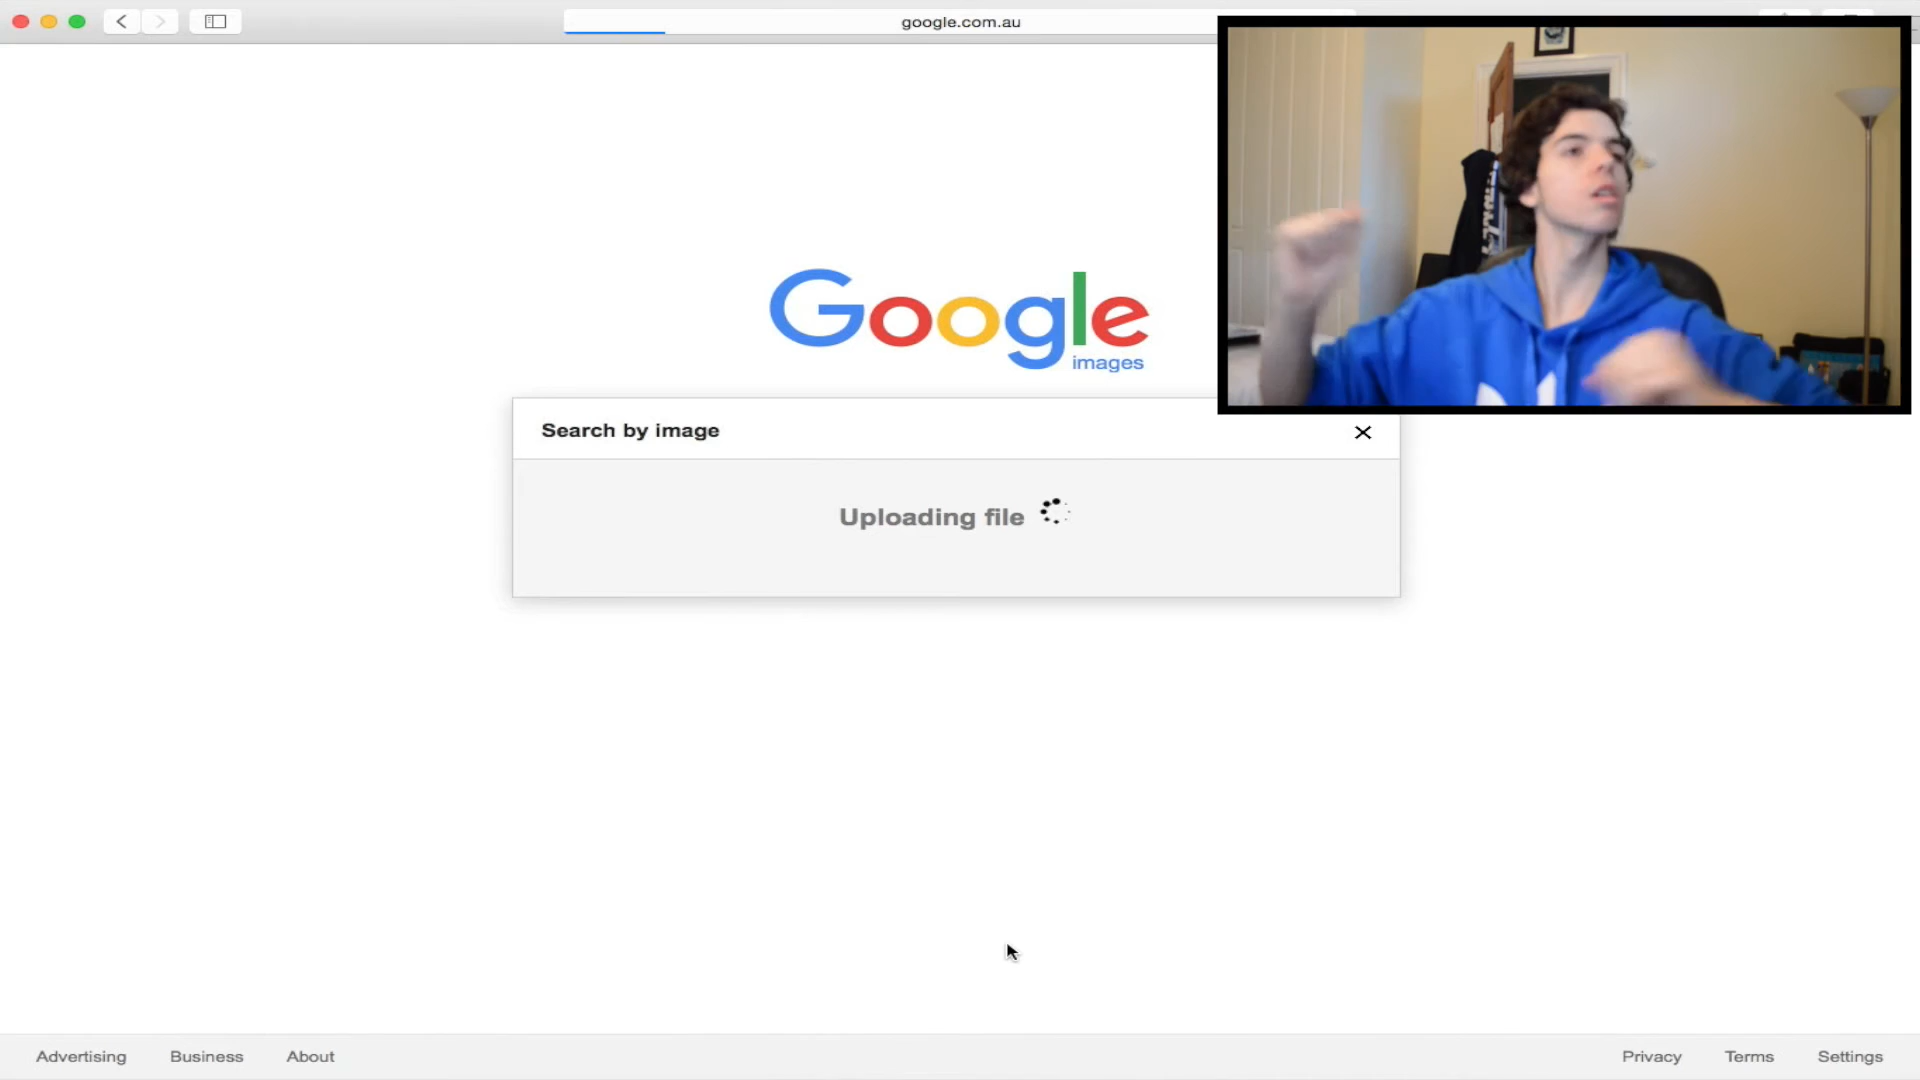 google.com.au
Google
images
Search by image
Uploading file
Advertising
Business
About
Privacy
Terms
Settings